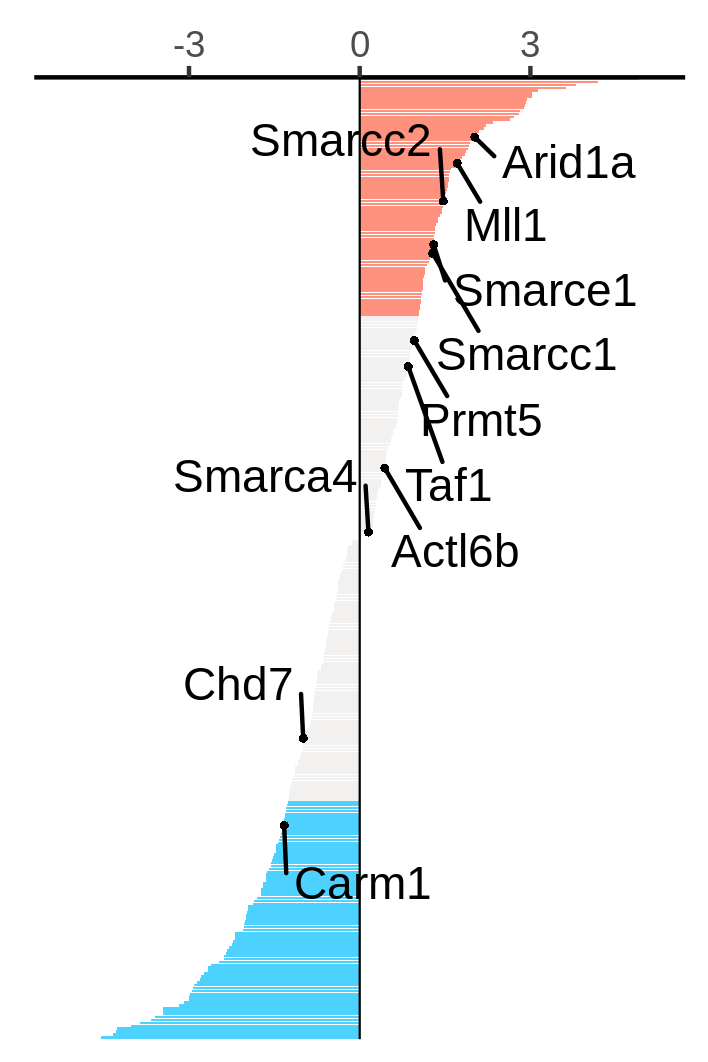 -3 0 3
Smarcc2
Arid1a
Mll1
Smarce1
Smarcc1
Prmt5
Smarca4
Taf1
Actl6b
Chd7
Carm1